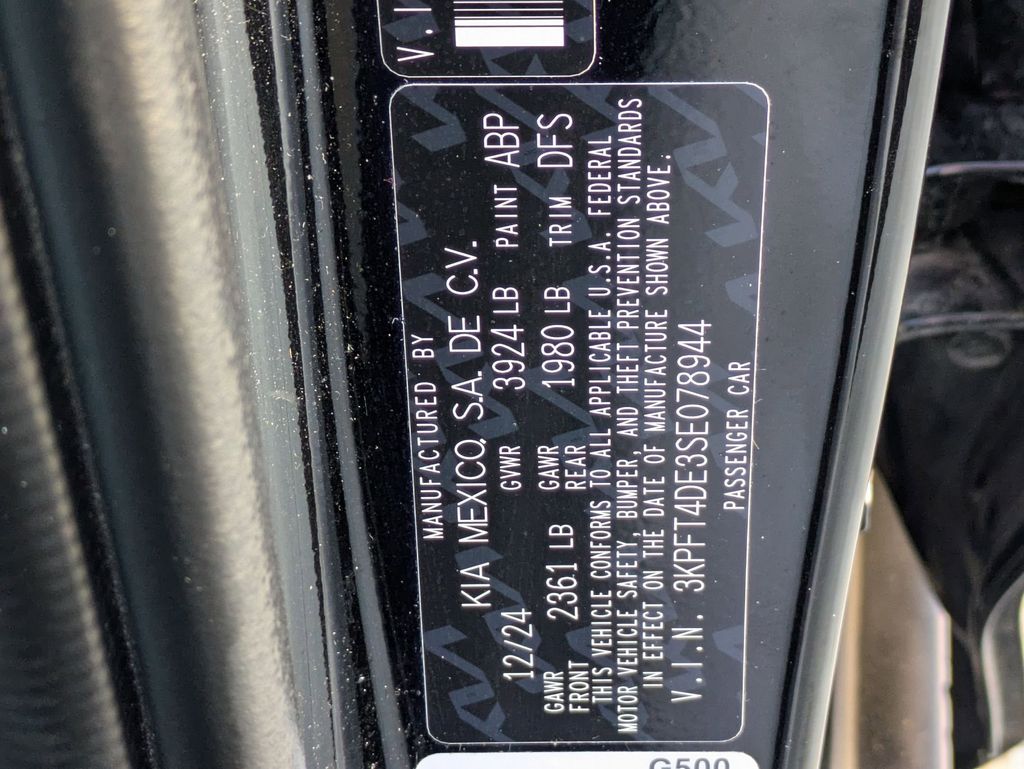 V.I
MANUFACTURED BY
KIA MEXICO, S.A. DE C.V.
12/24 GVWR 3924 LB PAINT ABP
GAWR FRONT 2361 LB GAWR REAR 1980 LB TRIM DFS
THIS VEHICLE CONFORMS TO ALL APPLICABLE U.S.A. FEDERAL
MOTOR VEHICLE SAFETY, BUMPER, AND THEFT PREVENTION STANDARDS
IN EFFECT ON THE DATE OF MANUFACTURE SHOWN ABOVE.
V.I.N. 3KPFT4DE3SE078944
PASSENGER CAR
G500